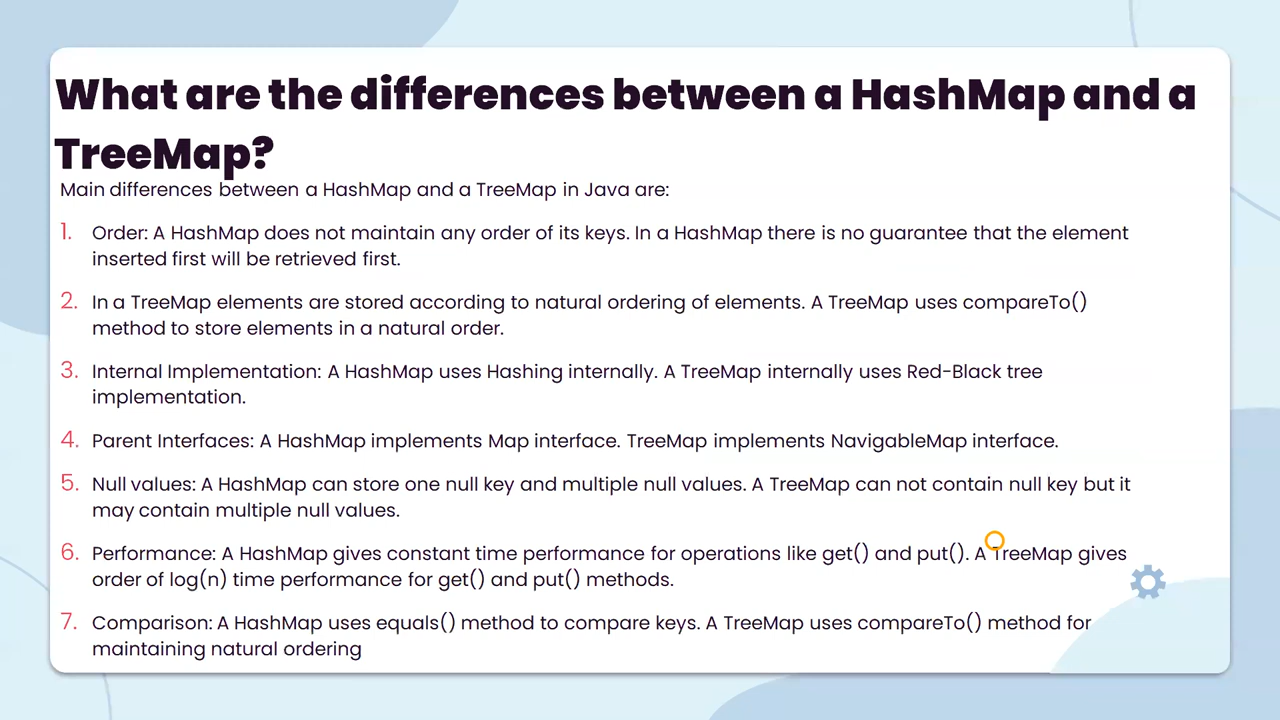 What are the differences between a HashMap and a
TreeMap?
Main differences between a HashMap and a TreeMap in Java are:
1. Order: A HashMap does not maintain any order of its keys. In a HashMap there is no guarantee that the element
inserted first will be retrieved first.
2. In a TreeMap elements are stored according to natural ordering of elements. A TreeMap uses compareTo()
method to store elements in a natural order.
3. Internal Implementation: A HashMap uses Hashing internally. A TreeMap internally uses Red-Black tree
implementation.
4. Parent Interfaces: A HashMap implements Map interface. TreeMap implements NavigableMap interface.
5. Null values: A HashMap can store one null key and multiple null values. A TreeMap can not contain null key but it
may contain multiple null values.
6. Performance: A HashMap gives constant time performance for operations like get() and put(). A TreeMap gives
order of log(n) time performance for get() and put() methods.
7. Comparison: A HashMap uses equals() method to compare keys. A TreeMap uses compareTo() method for
maintaining natural ordering